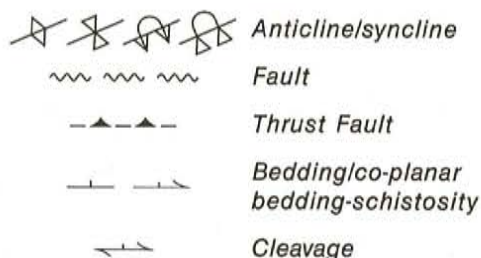 Anticline/syncline
Fault
Thrust Fault
Bedding/co-planar
bedding-schistosity
Cleavage